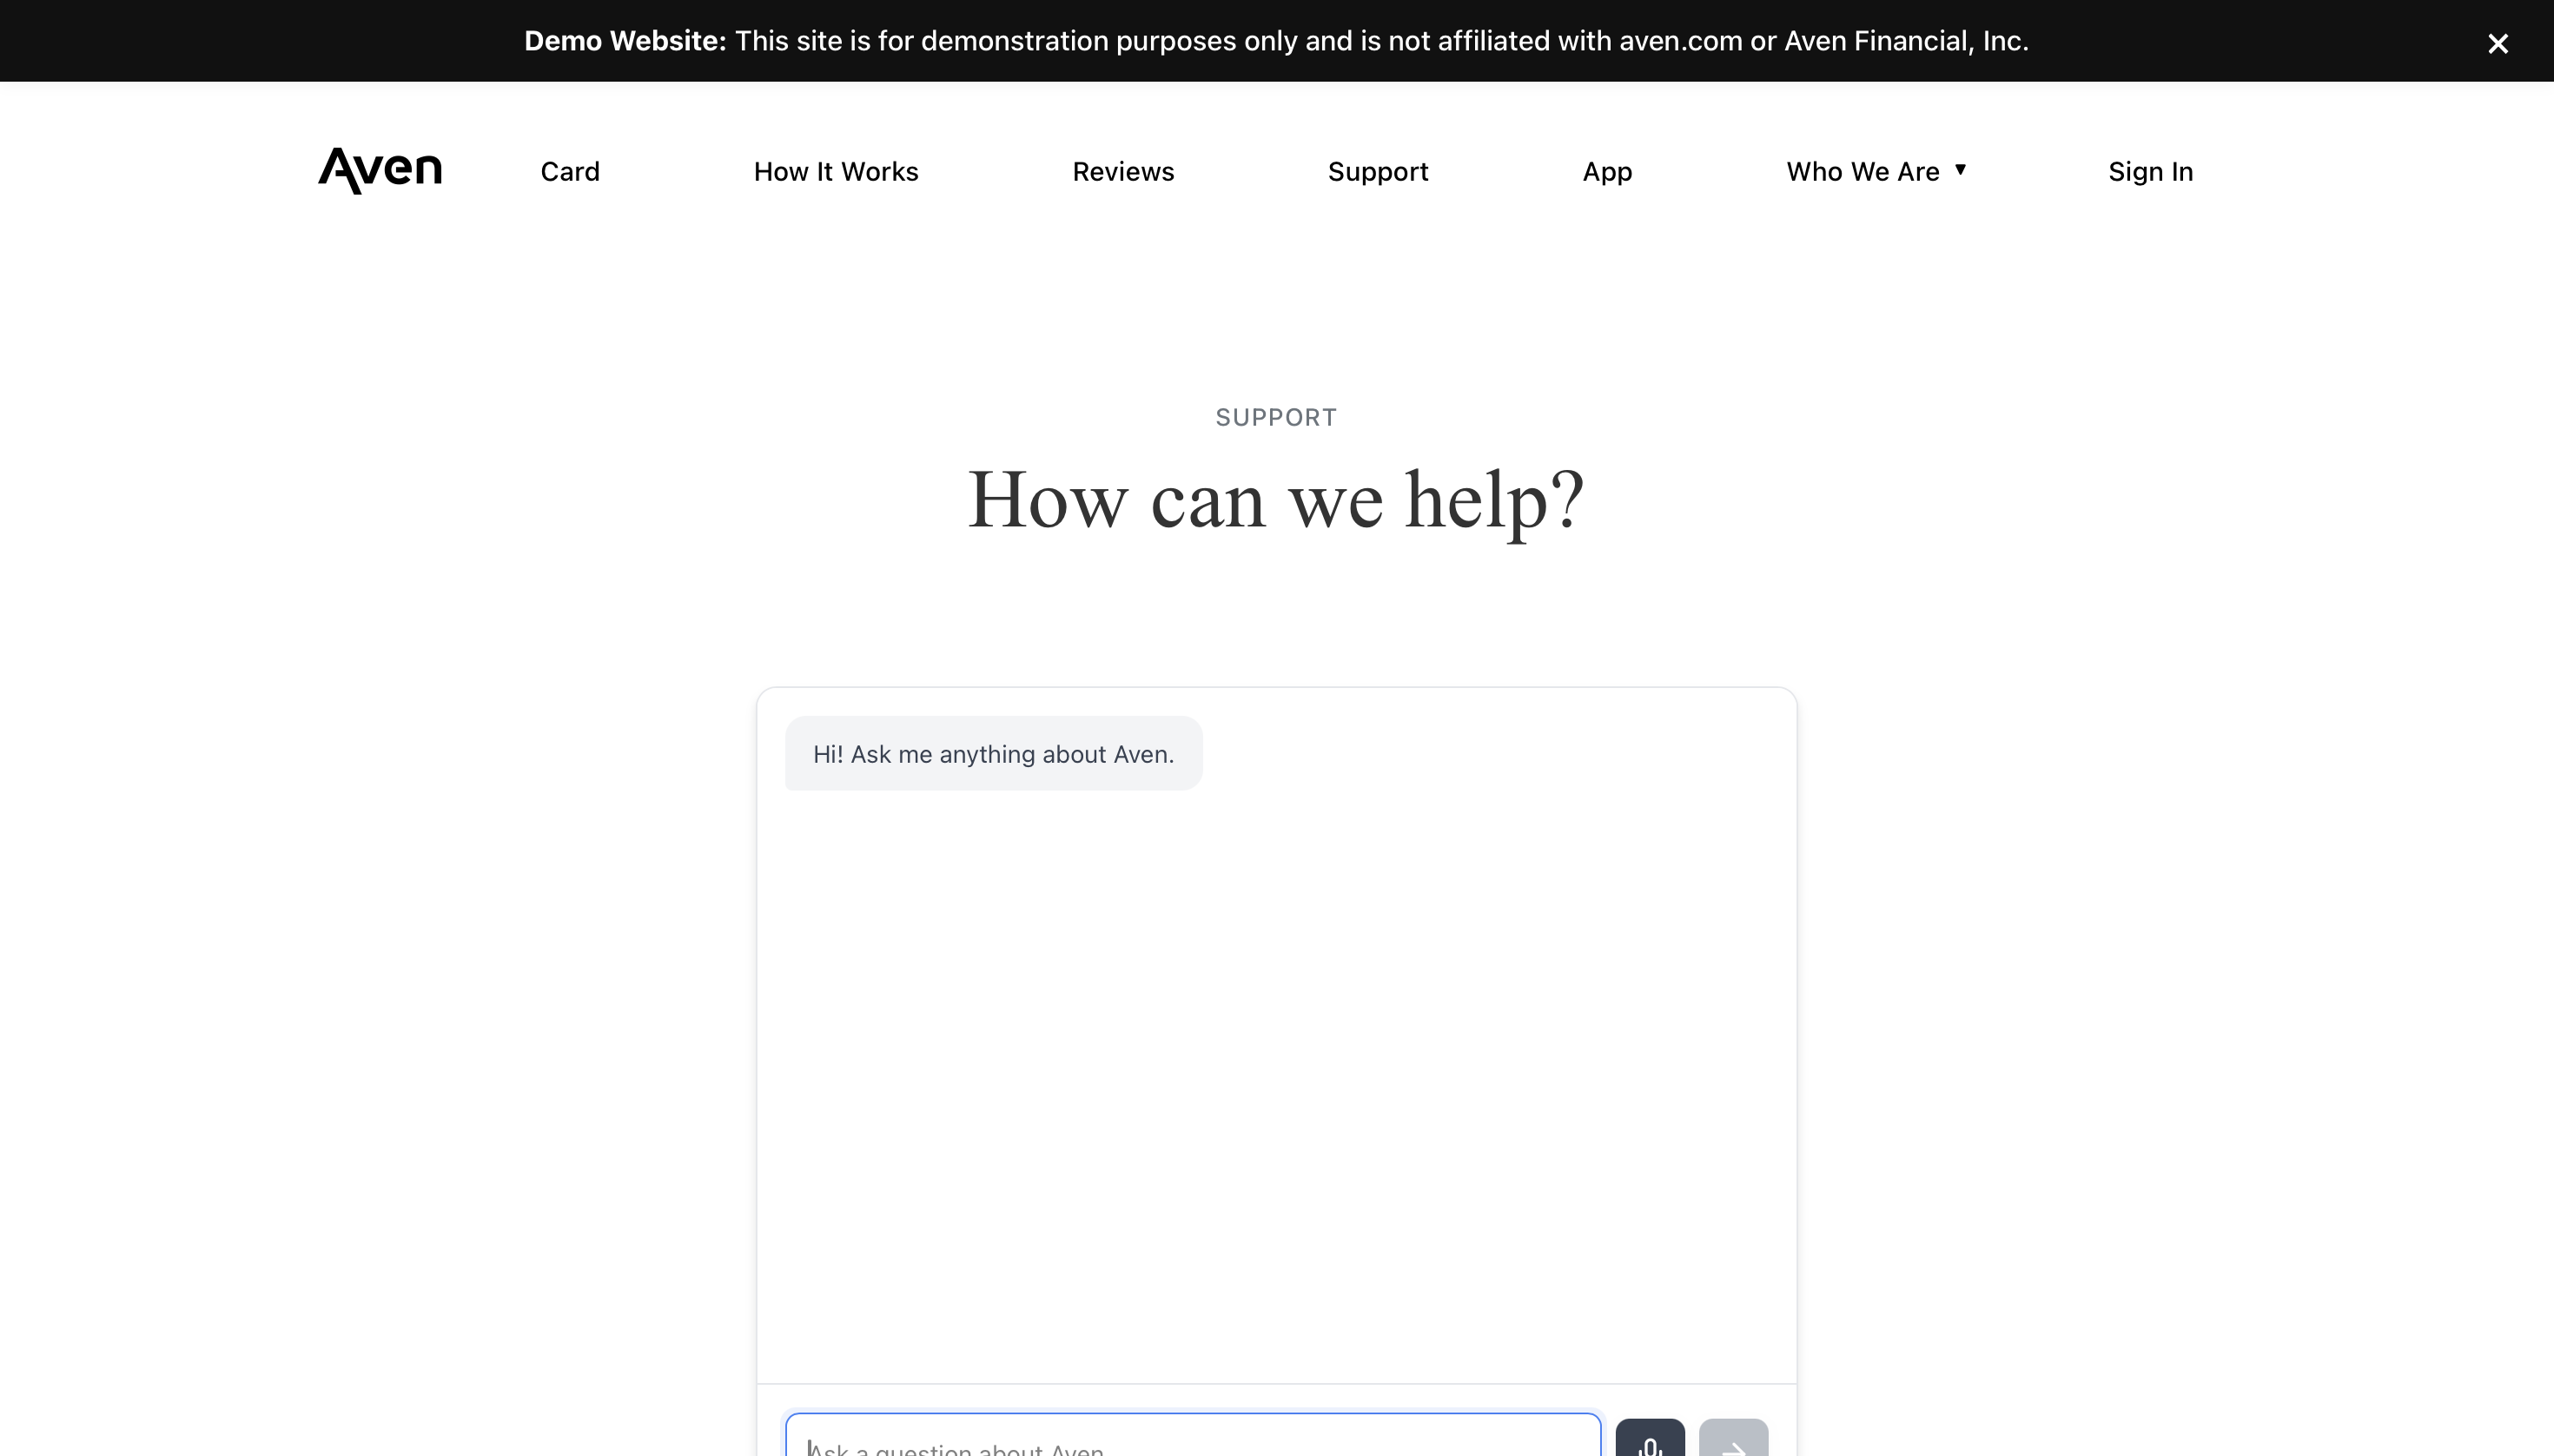 Demo Website: This site is for demonstration purposes only and is not affiliated with aven.com or Aven Financial, Inc.
Aven Card How It Works Reviews Support App Who We Are ▼ Sign In
SUPPORT
How can we help?
Hi! Ask me anything about Aven.
Ask a question about Aven